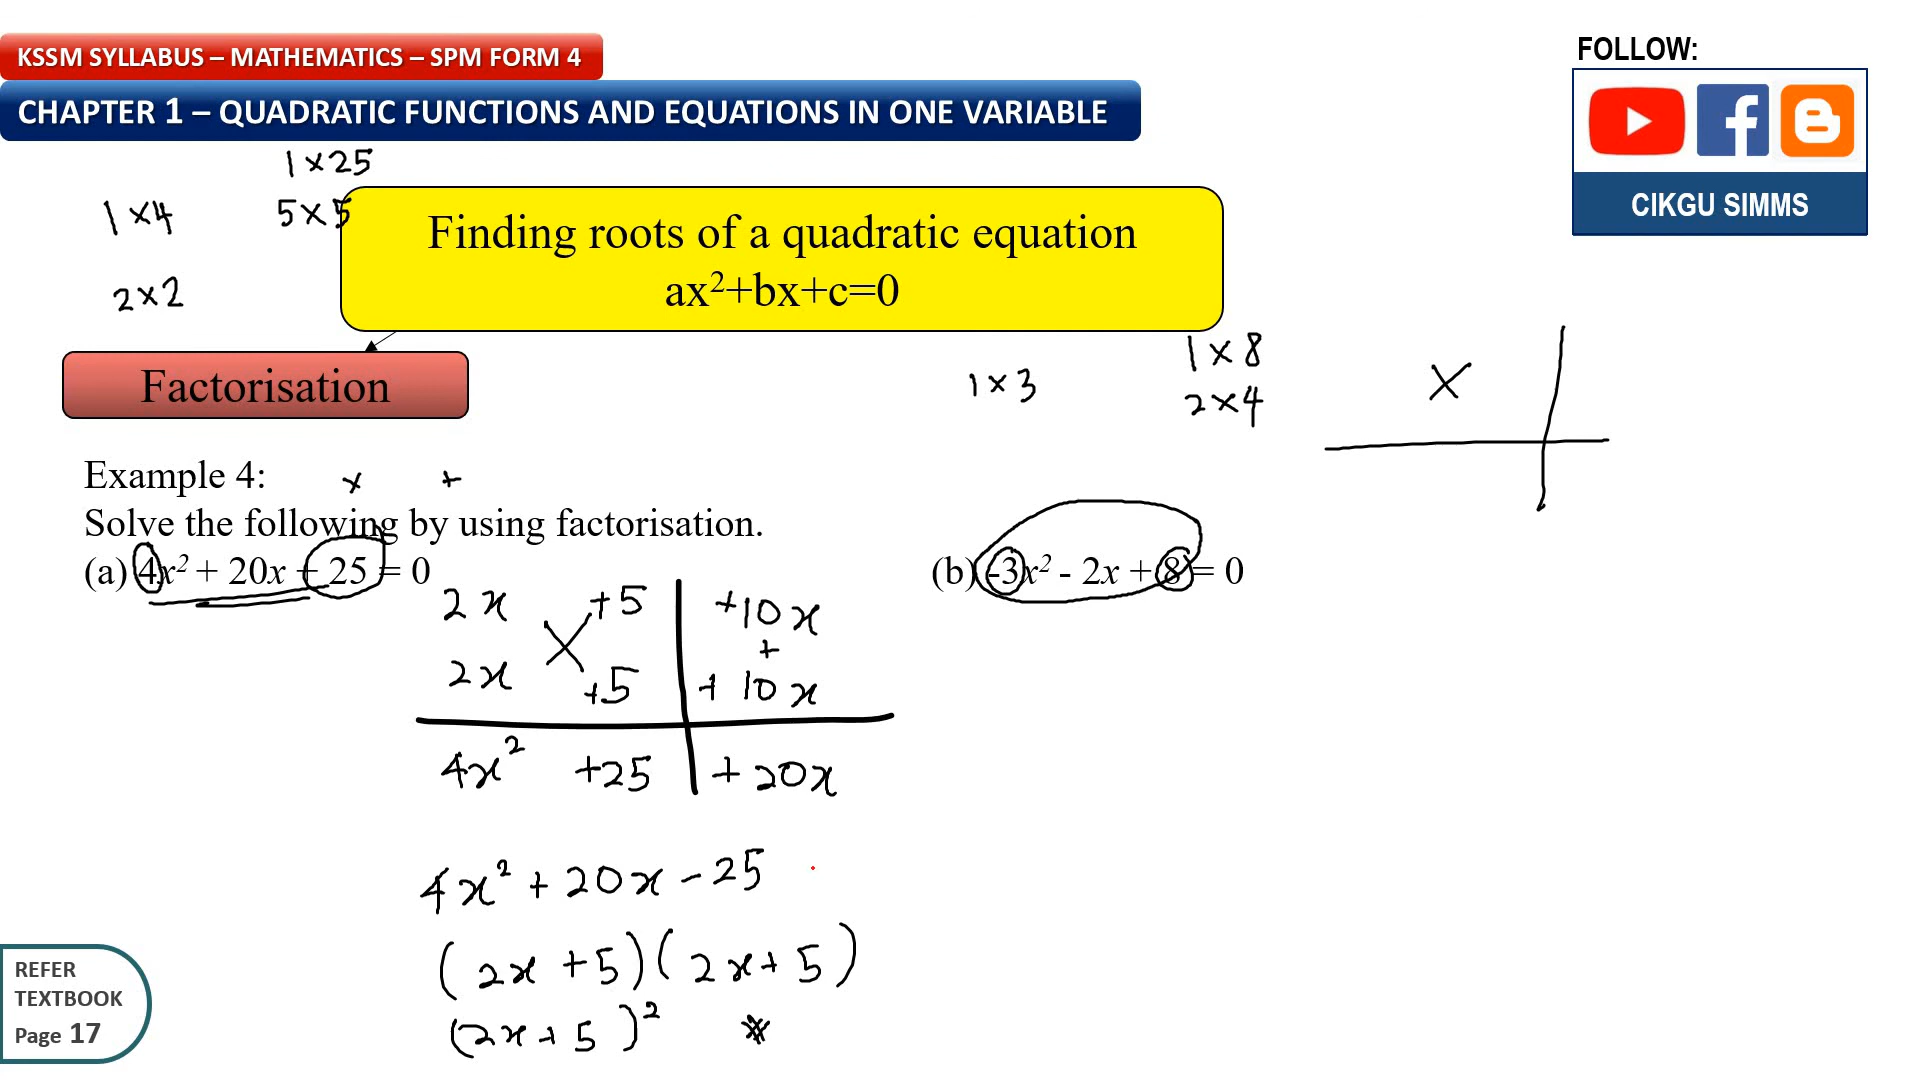 KSSM SYLLABUS – MATHEMATICS – SPM FORM 4
CHAPTER 1 – QUADRATIC FUNCTIONS AND EQUATIONS IN ONE VARIABLE
FOLLOW:
CIKGU SIMMS
1 × 25
1 × 4
5 × 5
2 × 2
Finding roots of a quadratic equation
ax²+bx+c=0
Factorisation
1 × 3
1 × 8
2 × 4
×
Example 4:
× +
Solve the following by using factorisation.
(a) 4x² + 20x + 25 = 0
(b) -3x² - 2x + 8 = 0
2x +5 +10x
+
2x +5 + 10x
4x² +25 + 20x
4x² + 20x - 25
(2x + 5)(2x + 5)
(2x + 5)²
REFER
TEXTBOOK
Page 17